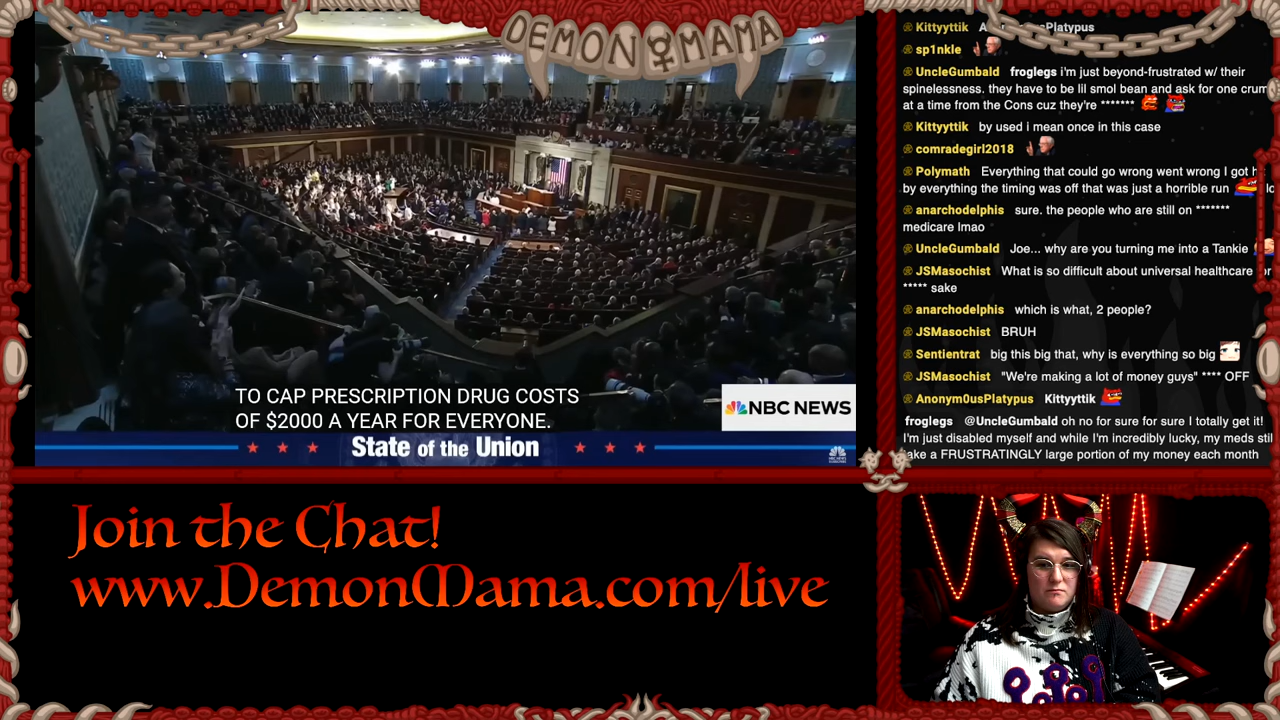 DEMON MAMA
TO CAP PRESCRIPTION DRUG COSTS
OF $2000 A YEAR FOR EVERYONE.
NBC NEWS
State of the Union
Join the Chat!
www.DemonMama.com/live
Kittyyttik
sp1nkle
UncleGumbald froglegs i'm just beyond-frustrated w/ their
spinelessness. they have to be lil smol bean and ask for one crum
at a time from the Cons cuz they're *******
Kittyyttik by used i mean once in this case
comradegirl2018
Polymath Everything that could go wrong went wrong I got
by everything the timing was off that was just a horrible run
anarchodelphis sure. the people who are still on *******
medicare lmao
UncleGumbald Joe... why are you turning me into a Tankie
JSMasochist What is so difficult about universal healthcare
***** sake
anarchodelphis which is what, 2 people?
JSMasochist BRUH
Sentientrat big this big that, why is everything so big
JSMasochist "We're making a lot of money guys" **** OFF
Anonym0usPlatypus Kittyyttik
froglegs @UncleGumbald oh no for sure for sure I totally get it!
I'm just disabled myself and while I'm incredibly lucky, my meds stil
ake a FRUSTRATINGLY large portion of my money each month